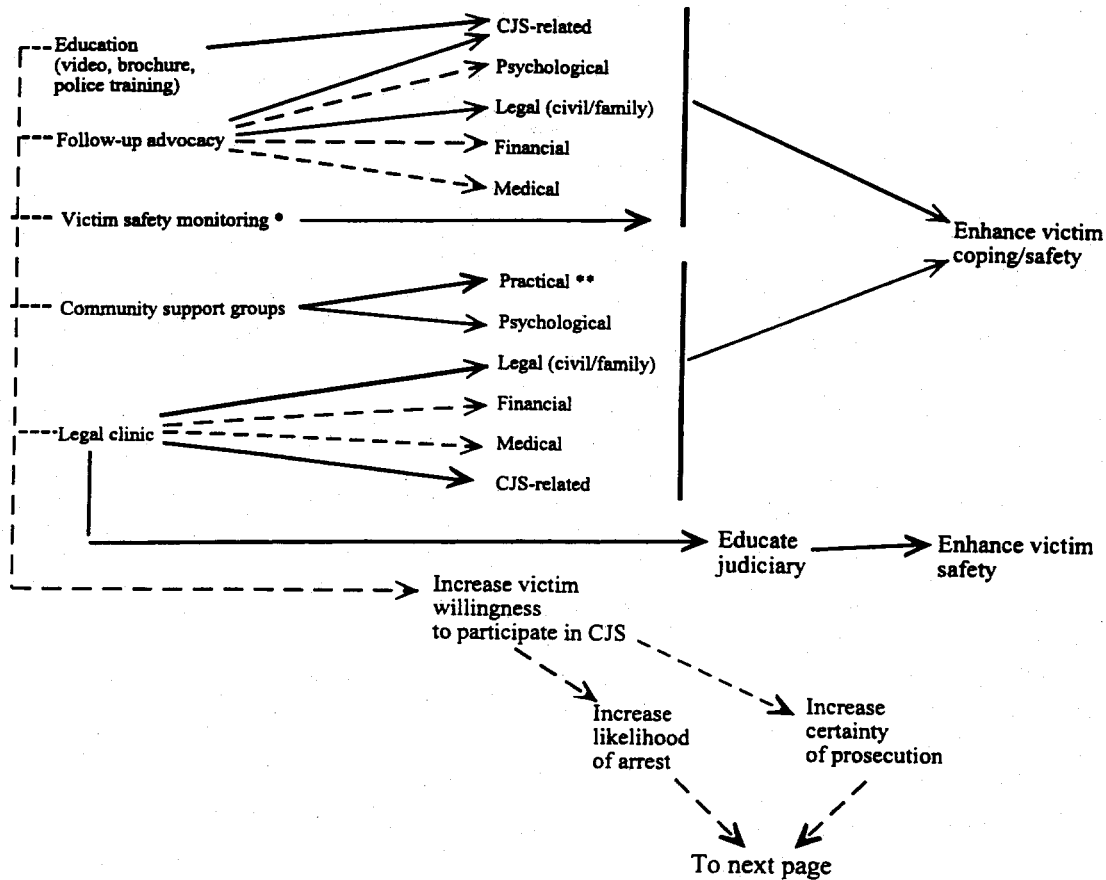 CJS-related
Education
(video, brochure,
police training)
Psychological
Legal (civil/family)
Follow-up advocacy
Financial
Medical
Victim safety monitoring *
Enhance victim
coping/safety
Practical **
Community support groups
Psychological
Legal (civil/family)
Financial
Legal clinic
Medical
CJS-related
Educate
judiciary
Enhance victim
safety
Increase victim
willingness
to participate in CJS
Increase
likelihood
of arrest
Increase
certainty
of prosecution
To next page